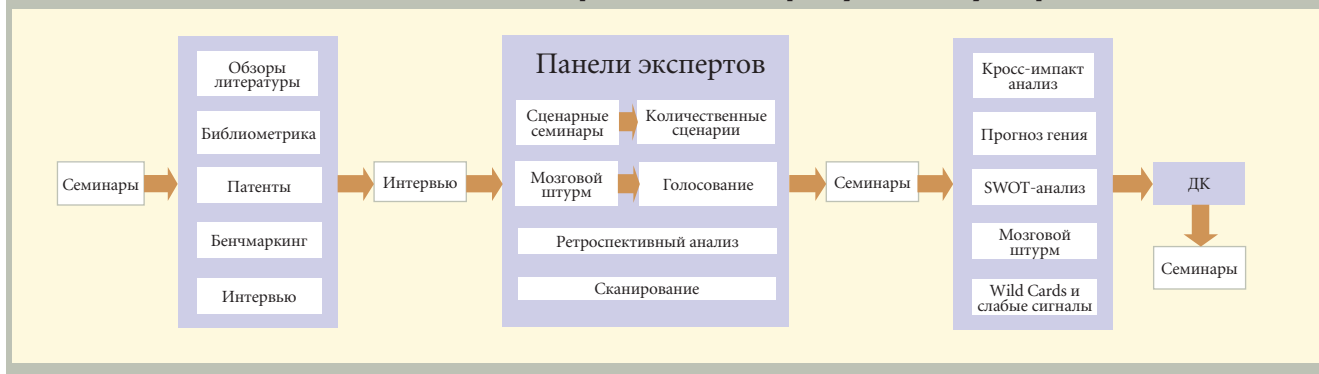 Семинары
Обзоры
литературы
Библиометрика
Патенты
Бенчмаркинг
Интервью
Интервью
Панели экспертов
Сценарные
семинары
Количественные
сценарии
Мозговой
штурм
Голосование
Ретроспективный анализ
Сканирование
Семинары
Кросс-импакт
анализ
Прогноз гения
SWOT-анализ
Мозговой
штурм
Wild Cards и
слабые сигналы
ДК
Семинары